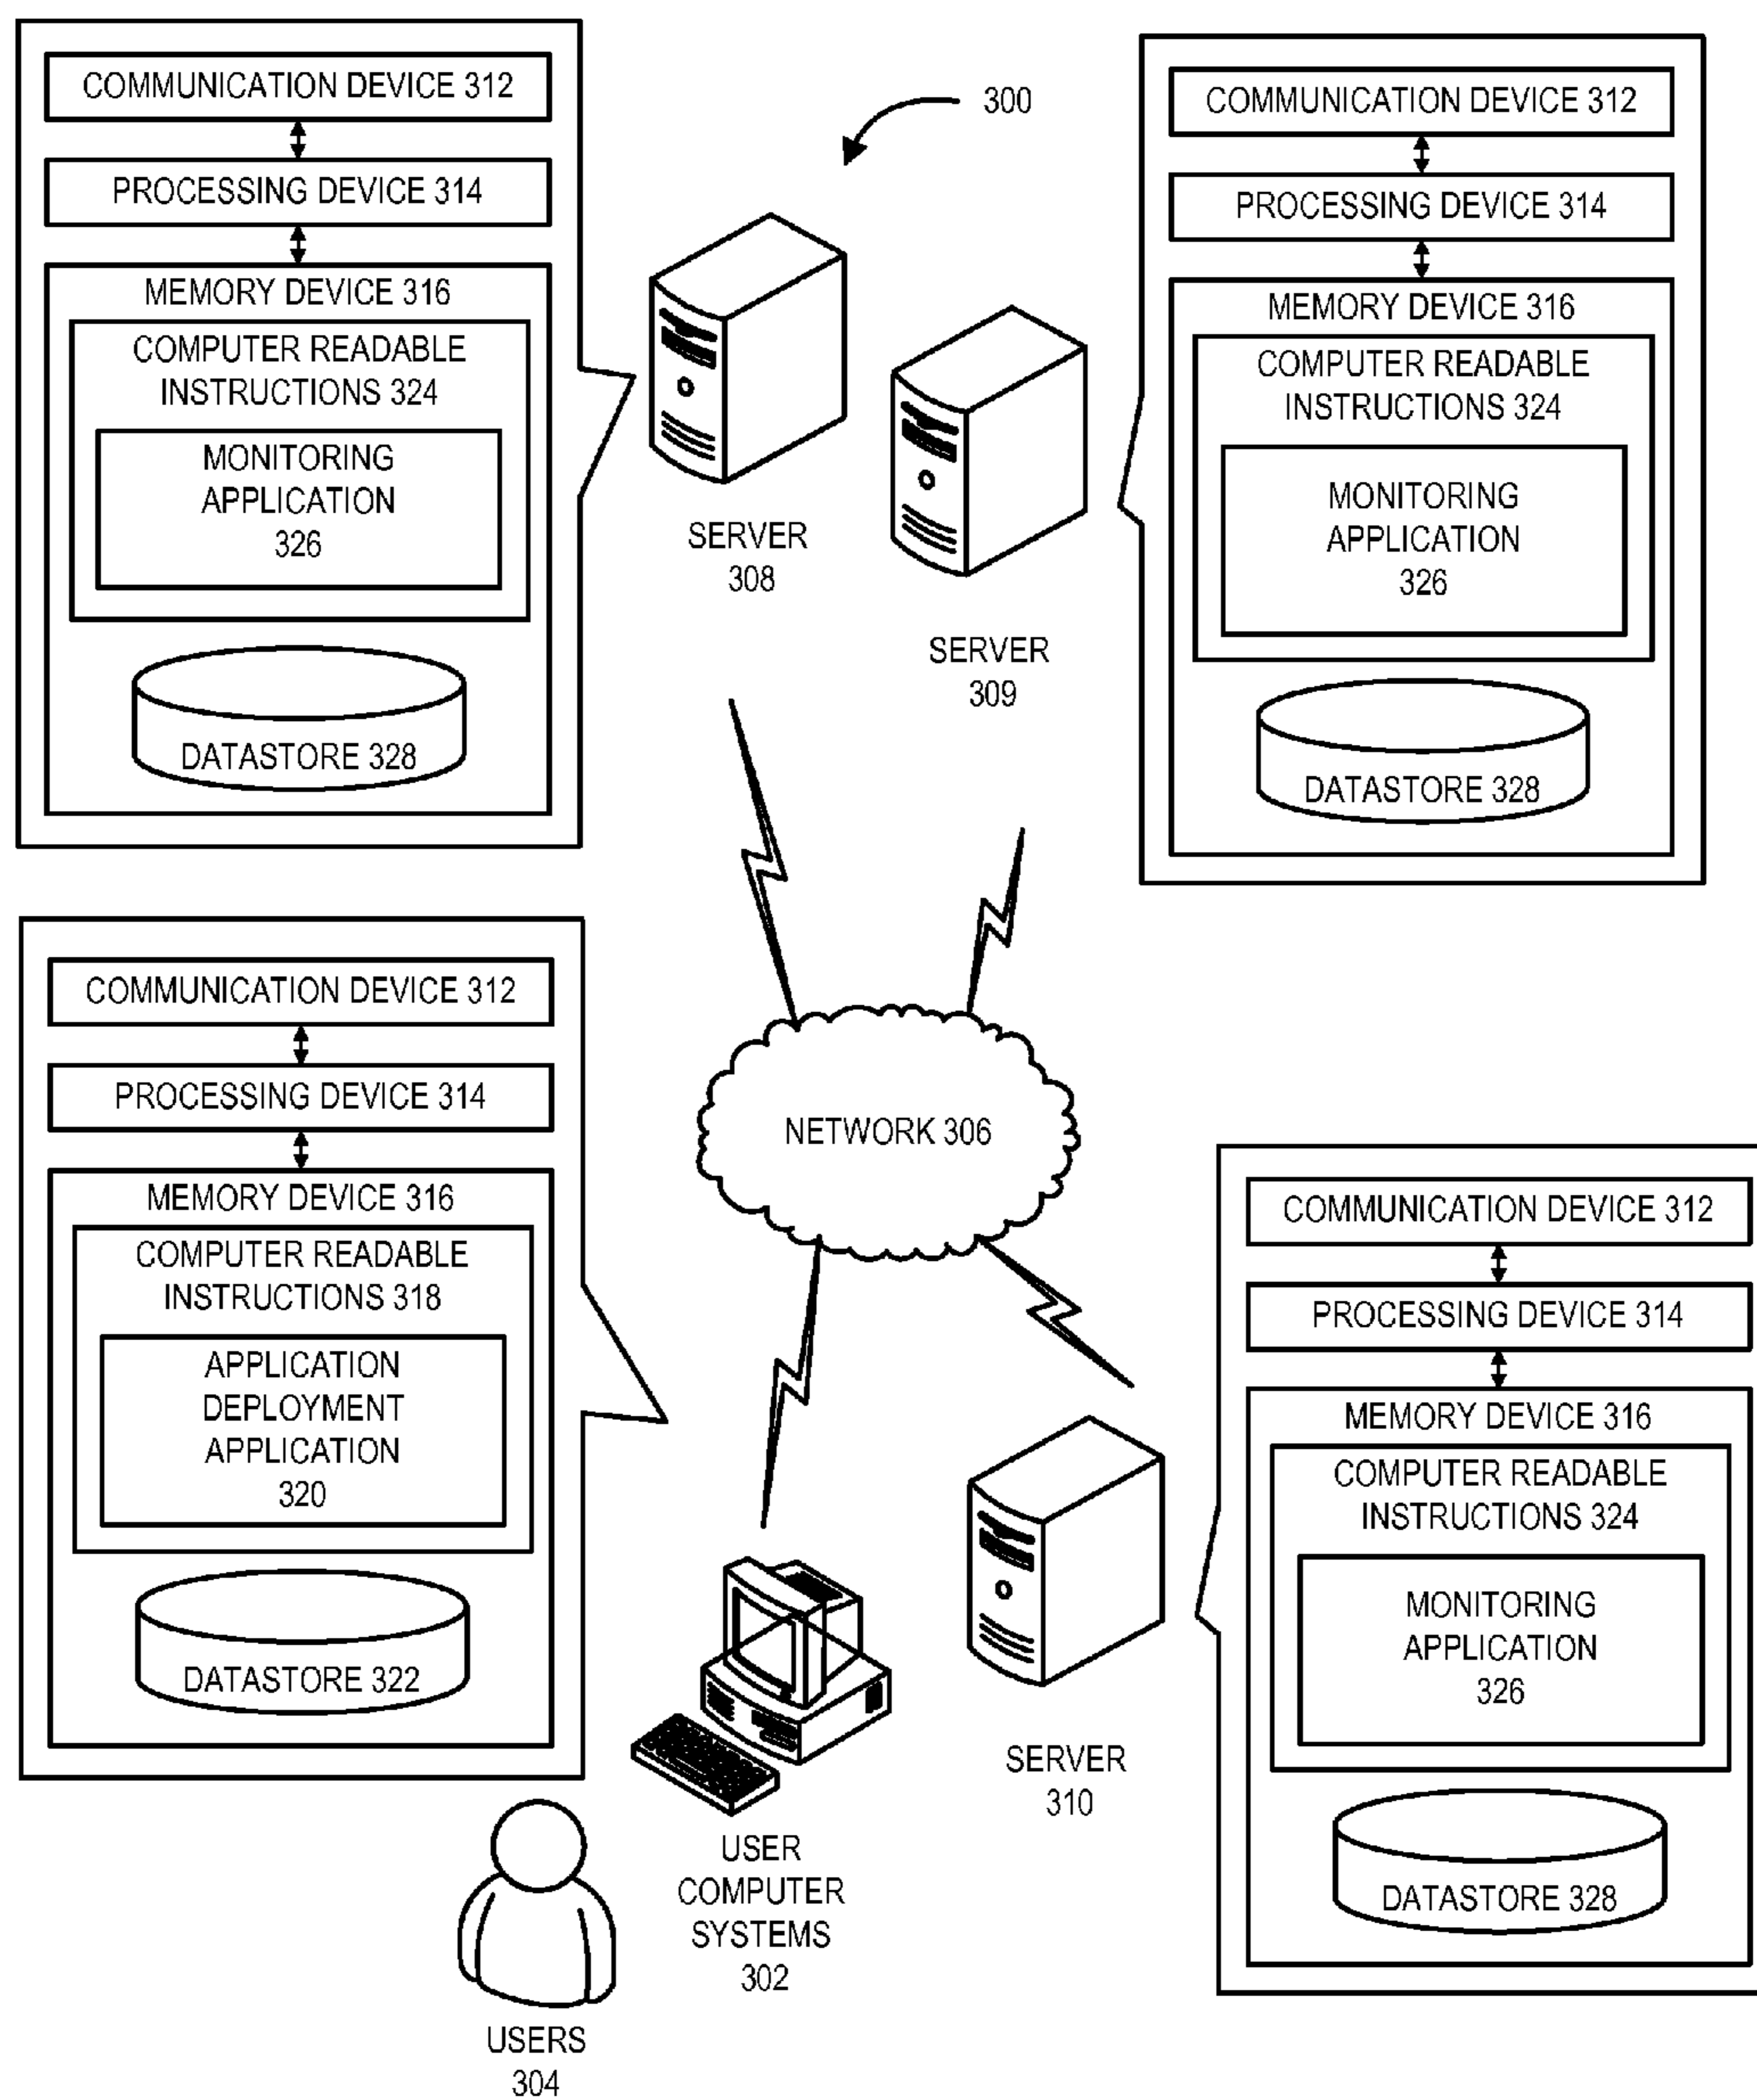 COMMUNICATION DEVICE 312
PROCESSING DEVICE 314
MEMORY DEVICE 316
COMPUTER READABLE
INSTRUCTIONS 324
MONITORING
APPLICATION
326
DATASTORE 328
300
SERVER
308
SERVER
309
COMMUNICATION DEVICE 312
PROCESSING DEVICE 314
MEMORY DEVICE 316
COMPUTER READABLE
INSTRUCTIONS 324
MONITORING
APPLICATION
326
DATASTORE 328
COMMUNICATION DEVICE 312
PROCESSING DEVICE 314
MEMORY DEVICE 316
COMPUTER READABLE
INSTRUCTIONS 318
APPLICATION
DEPLOYMENT
APPLICATION
320
DATASTORE 322
NETWORK 306
COMMUNICATION DEVICE 312
PROCESSING DEVICE 314
MEMORY DEVICE 316
COMPUTER READABLE
INSTRUCTIONS 324
MONITORING
APPLICATION
326
DATASTORE 328
SERVER
310
USER
COMPUTER
SYSTEMS
302
USERS
304